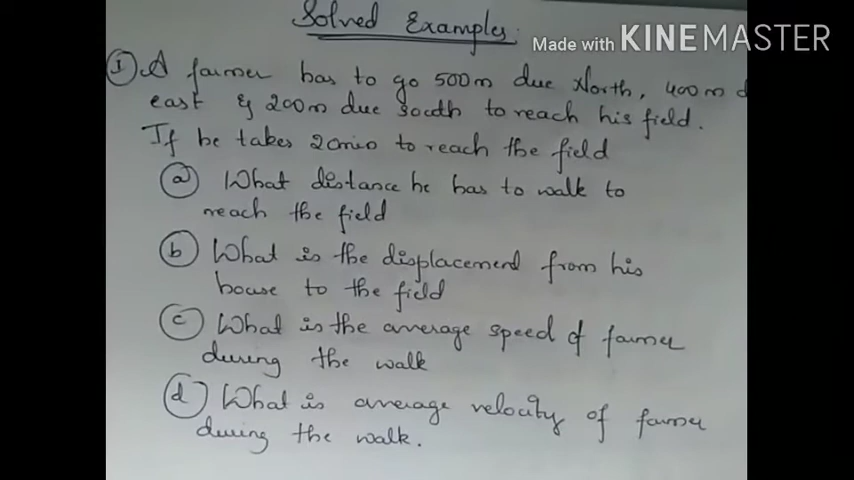 Solved Examples
Made with KINEMASTER
① A farmer has to go 500m due North, 400m d
east & 200m due south to reach his field.
If he takes 20min to reach the field
ⓐ What distance he has to walk to
reach the field
ⓑ What is the displacement from his
house to the field
ⓒ What is the average speed of farmer
during the walk
ⓓ What is average velocity of farmer
during the walk.